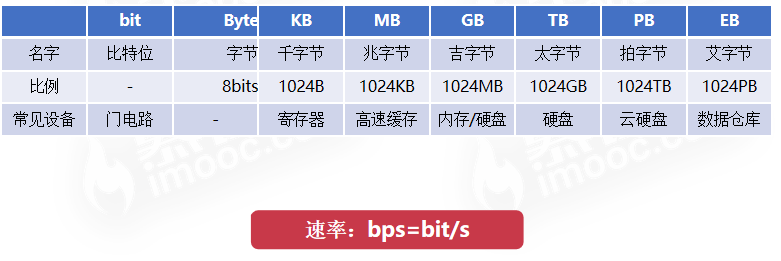 bit Byte KB MB GB TB PB EB
名字 比特位 字节 千字节 兆字节 吉字节 太字节 拍字节 艾字节
比例 - 8bits 1024B 1024KB 1024MB 1024GB 1024TB 1024PB
常见设备 门电路 - 寄存器 高速缓存 内存/硬盘 硬盘 云硬盘 数据仓库
imooc.com
速率：bps=bit/s